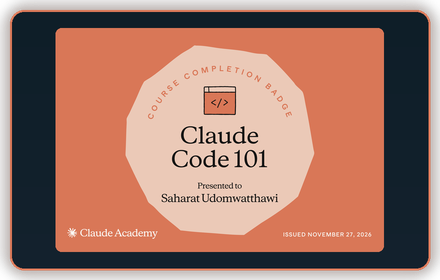 COURSE COMPLETION BADGE
</>
Claude
Code 101
Presented to
Saharat Udomwatthawi
Claude Academy
ISSUED NOVEMBER 27, 2026